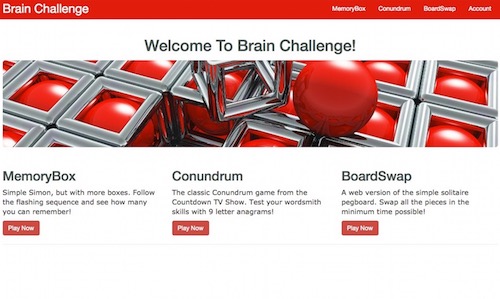 Brain Challenge MemoryBox Conundrum BoardSwap Account
Welcome To Brain Challenge!
MemoryBox
Simple Simon, but with more boxes. Follow
the flashing sequence and see how many
you can remember!
Play Now
Conundrum
The classic Conundrum game from the
Countdown TV Show. Test your wordsmith
skills with 9 letter anagrams!
Play Now
BoardSwap
A web version of the simple solitaire
pegboard. Swap all the pieces in the
minimum time possible!
Play Now